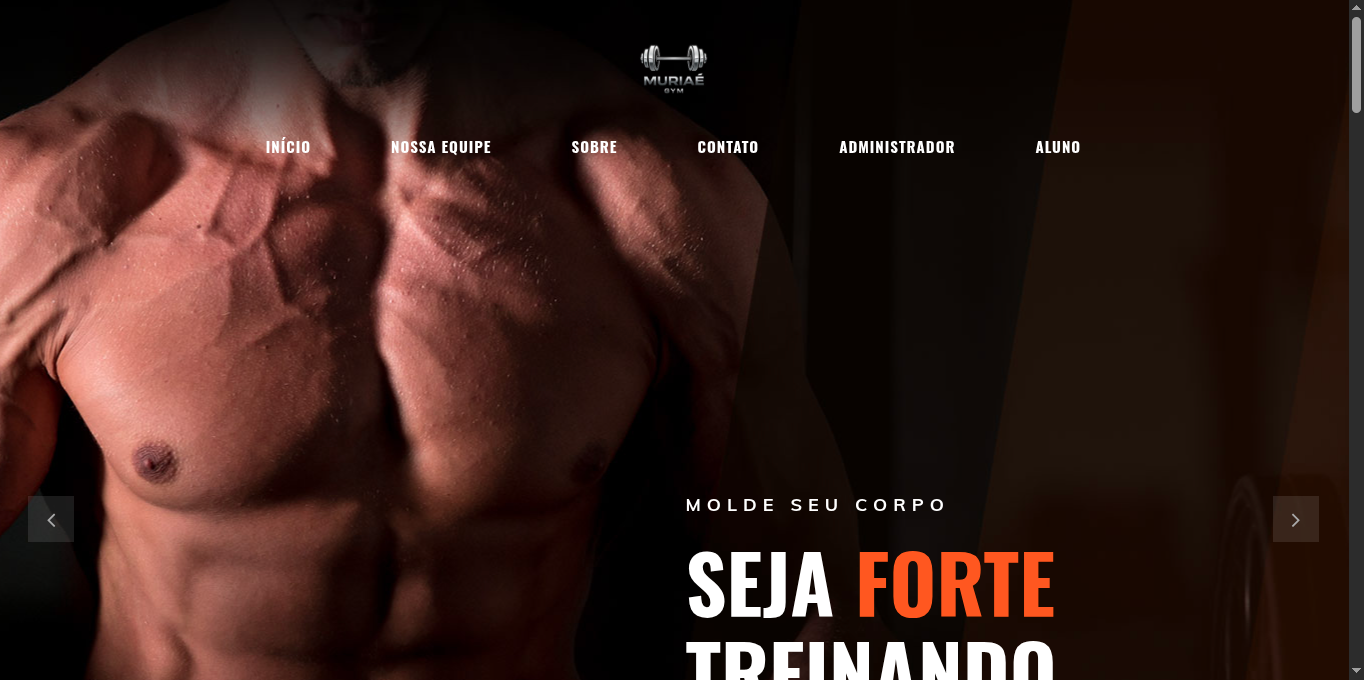 MURIAÉ
GYM
INÍCIO NOSSA EQUIPE SOBRE CONTATO ADMINISTRADOR ALUNO
MOLDE SEU CORPO
SEJA FORTE
TREINANDO